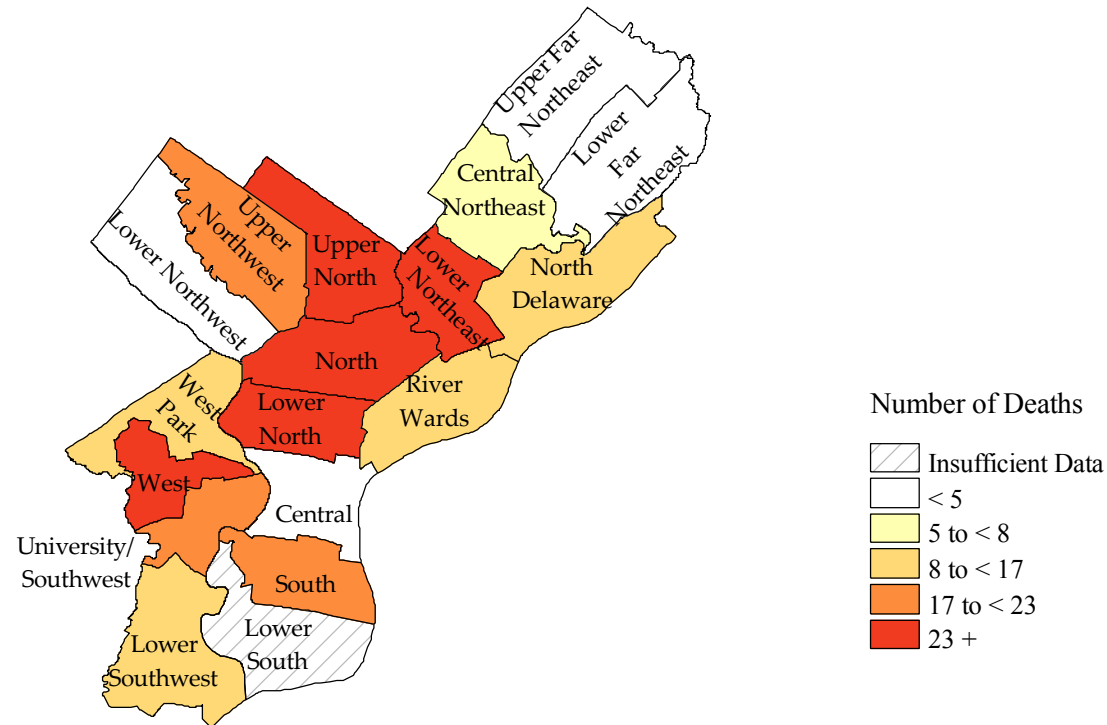 Upper Far
Northeast
Lower
Far
Northeast
Central
Northeast
Upper
Northwest
Lower Northwest
Upper
North
Lower
Northeast
North
Delaware
North
River
Wards
West
Park
Lower
North
West
Central
University/
Southwest
South
Lower
South
Lower
Southwest
Number of Deaths
Insufficient Data
< 5
5 to < 8
8 to < 17
17 to < 23
23 +